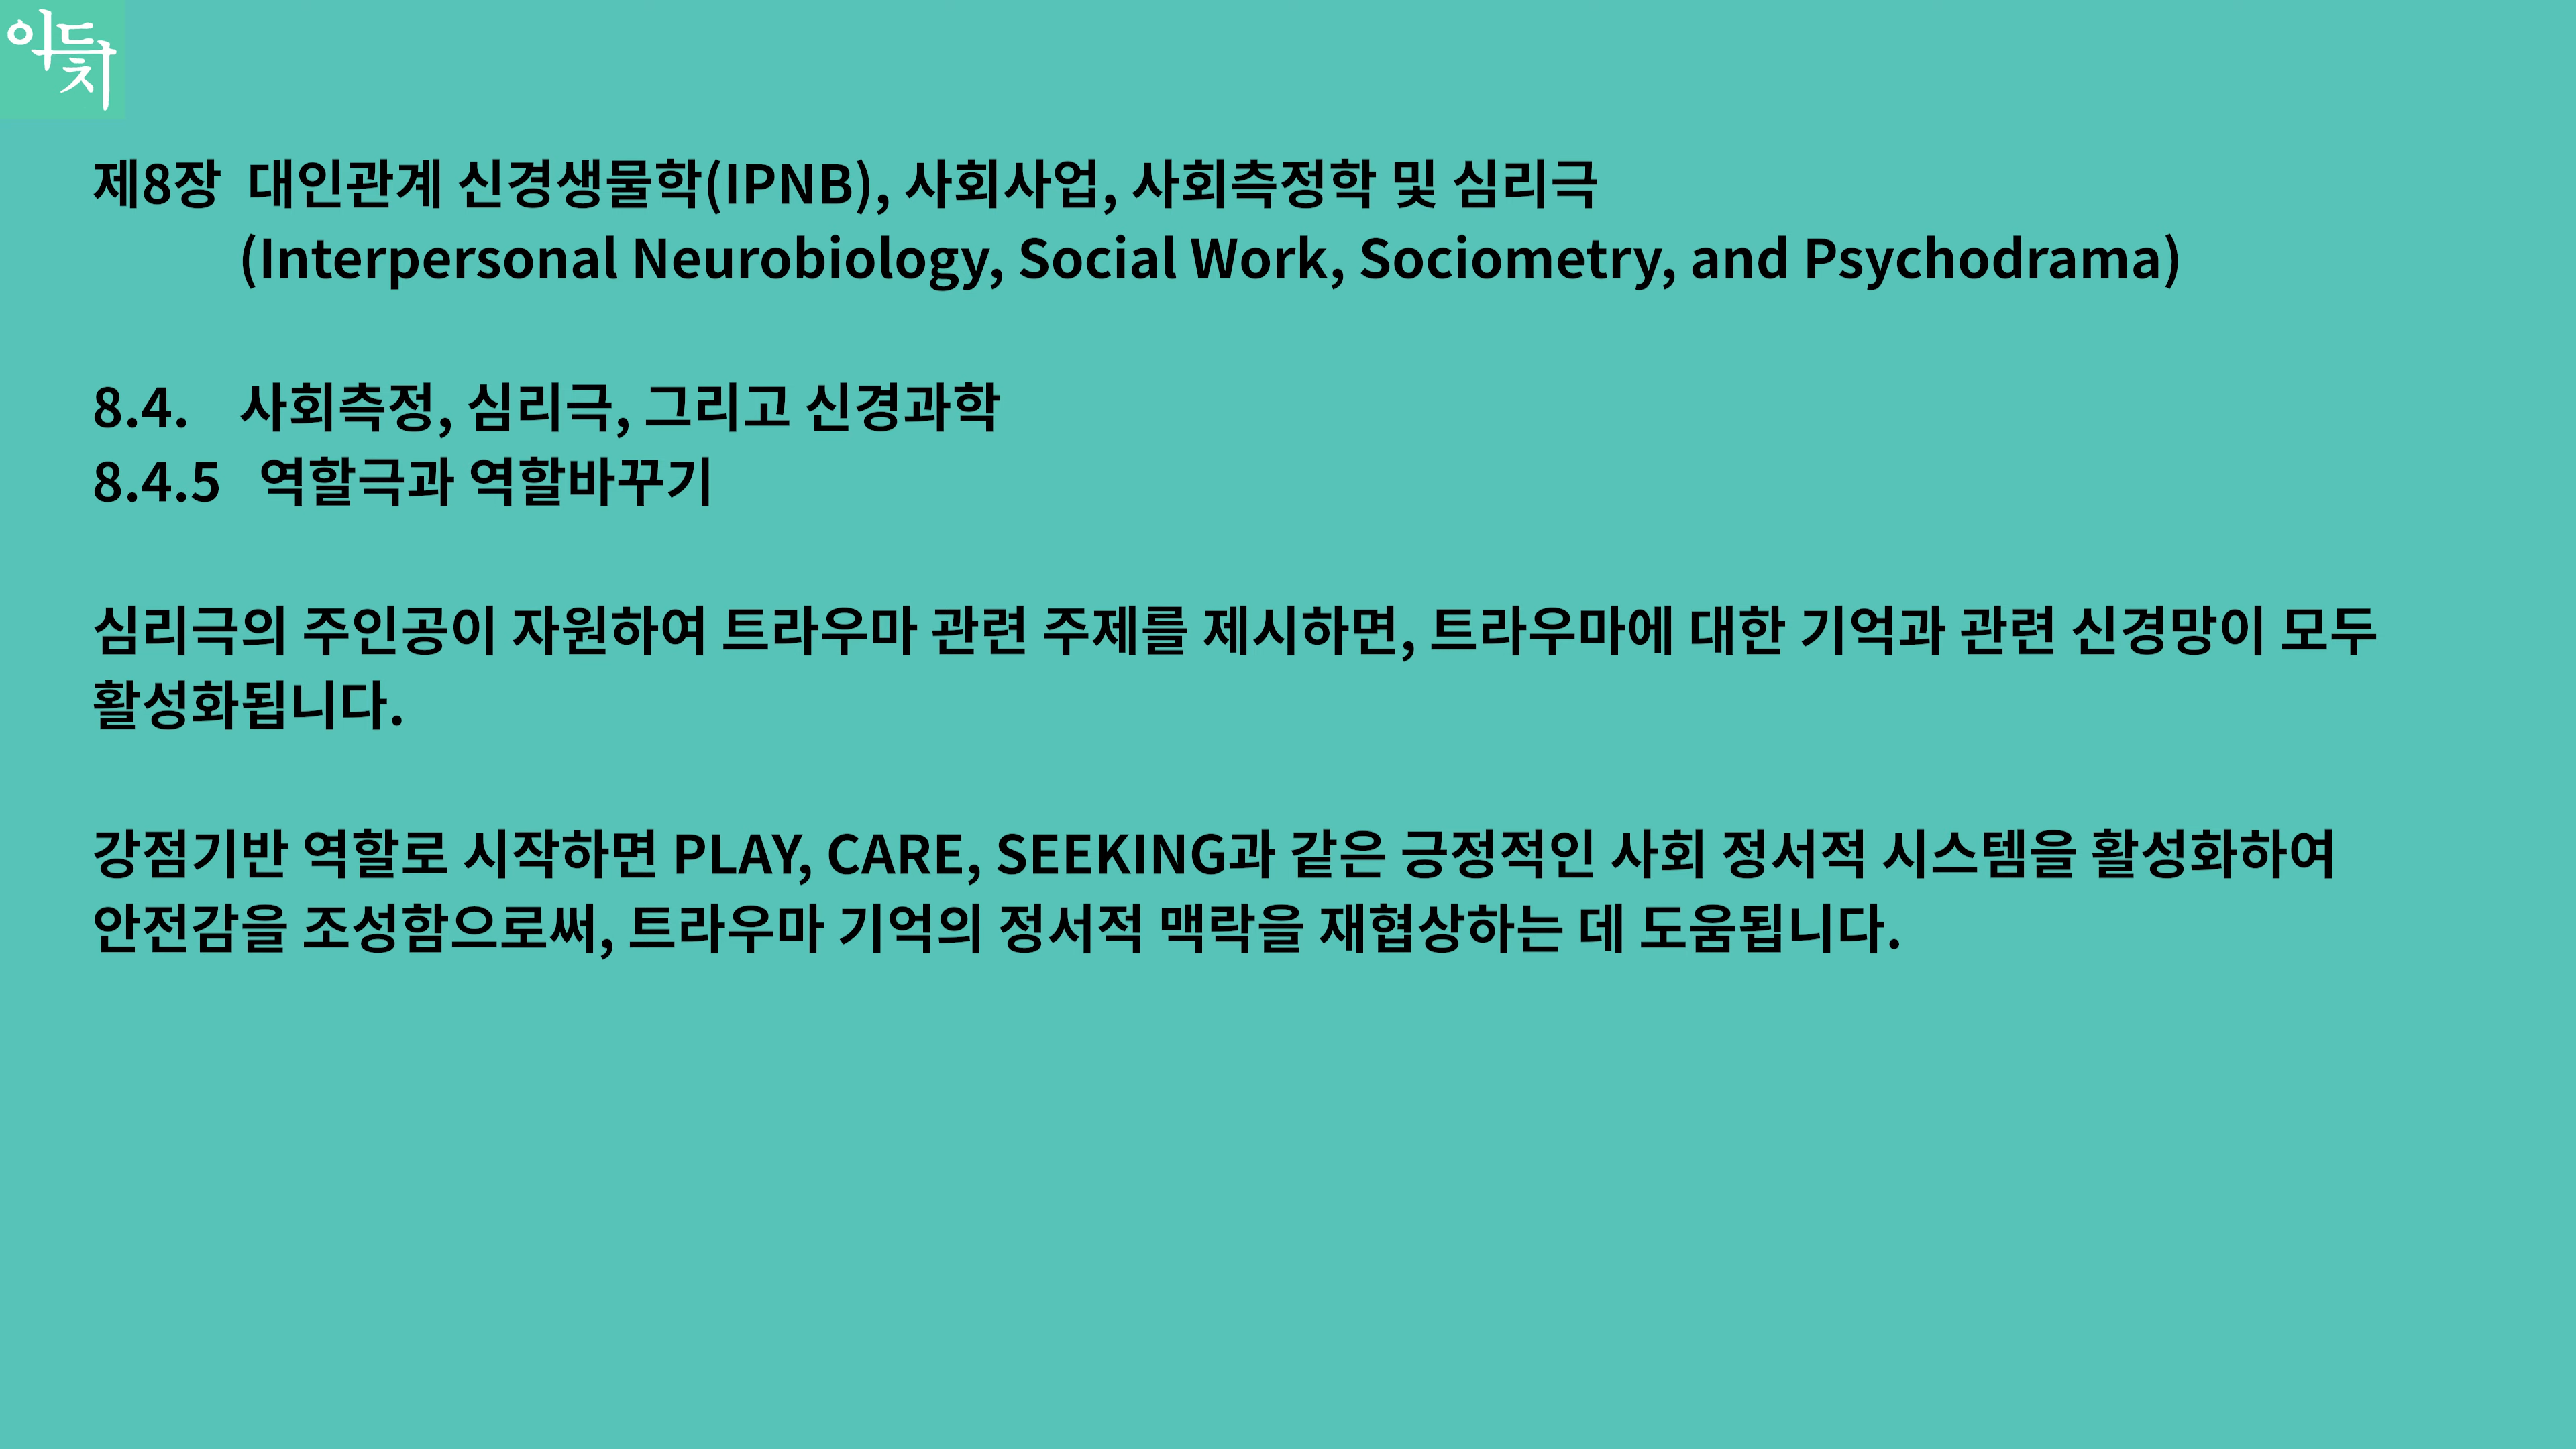 아듣치
제8장 대인관계 신경생물학(IPNB), 사회사업, 사회측정학 및 심리극
(Interpersonal Neurobiology, Social Work, Sociometry, and Psychodrama)
8.4. 사회측정, 심리극, 그리고 신경과학
8.4.5 역할극과 역할바꾸기
심리극의 주인공이 자원하여 트라우마 관련 주제를 제시하면, 트라우마에 대한 기억과 관련 신경망이 모두
활성화됩니다.
강점기반 역할로 시작하면 PLAY, CARE, SEEKING과 같은 긍정적인 사회 정서적 시스템을 활성화하여
안전감을 조성함으로써, 트라우마 기억의 정서적 맥락을 재협상하는 데 도움됩니다.